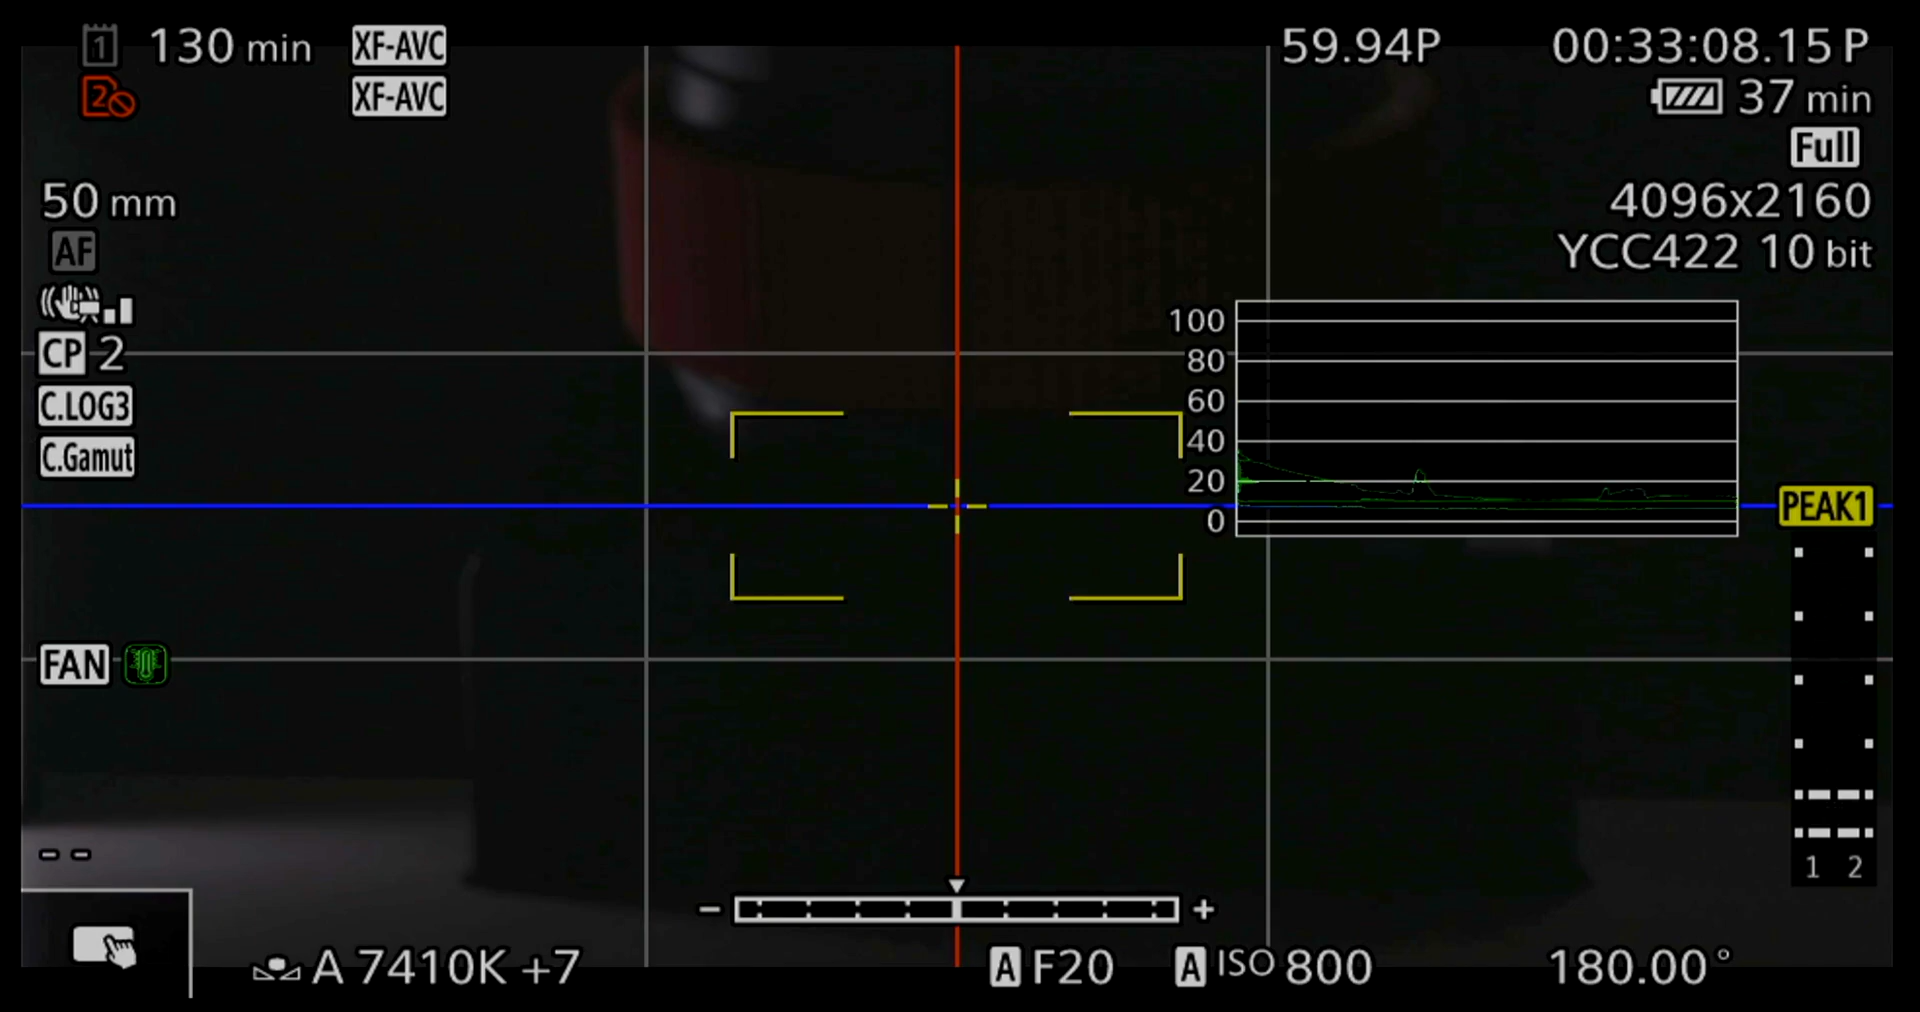 1 130 min XF-AVC 59.94P 00:33:08.15 P
2 XF-AVC 37 min
Full
50 mm 4096x2160
AF YCC422 10 bit
CP 2
C.LOG3
C.Gamut
100
80
60
40
20
0
PEAK1
FAN
-- 
1 2
- +
A 7410K +7 A F20 A ISO 800 180.00°